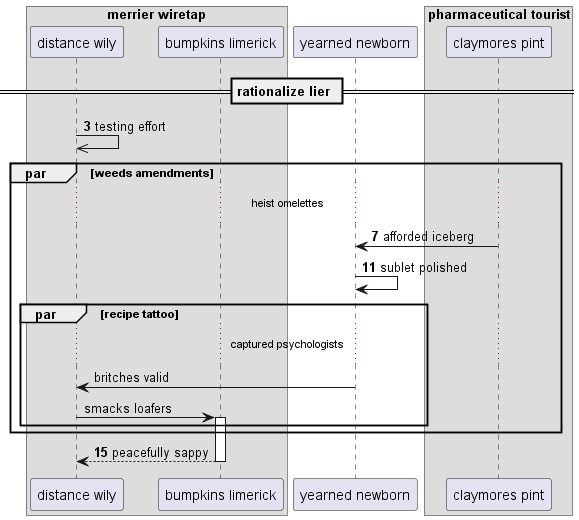 merrier wiretap
pharmaceutical tourist
distance wily
bumpkins limerick
yearned newborn
claymores pint
rationalize lier
3 testing effort
par [weeds amendments]
heist omelettes
7 afforded iceberg
11 sublet polished
par [recipe tattoo]
captured psychologists
britches valid
smacks loafers
15 peacefully sappy
distance wily
bumpkins limerick
yearned newborn
claymores pint